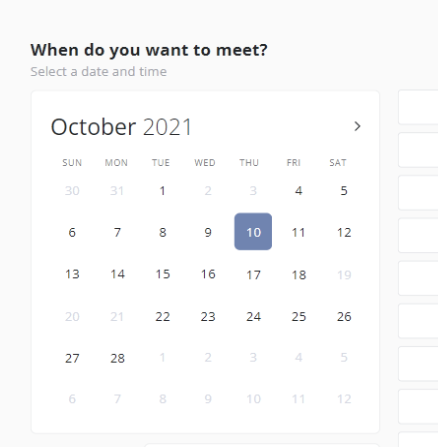 When do you want to meet?
Select a date and time
October 2021
SUN MON TUE WED THU FRI SAT
30 31 1 2 3 4 5
6 7 8 9 10 11 12
13 14 15 16 17 18 19
20 21 22 23 24 25 26
27 28 1 2 3 4 5
6 7 8 9 10 11 12